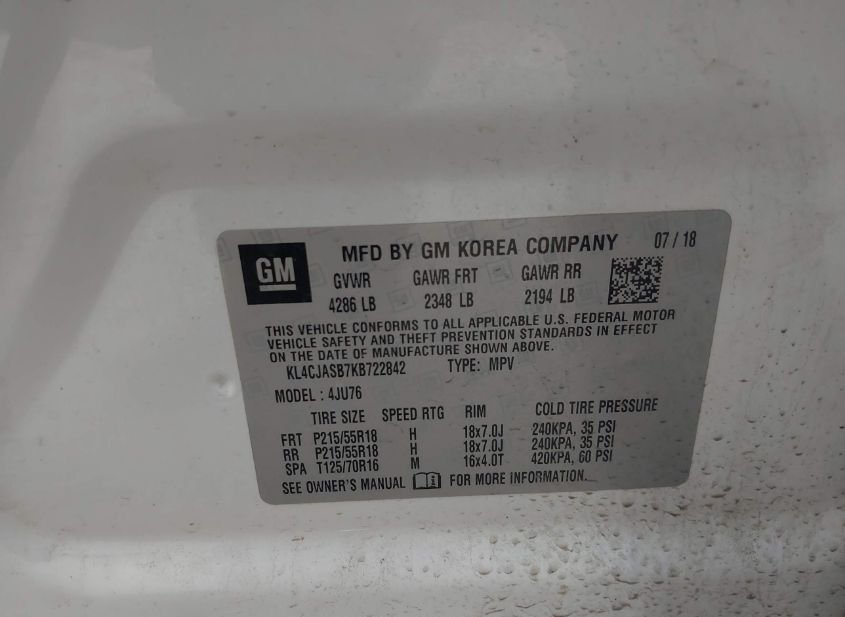 GM MFD BY GM KOREA COMPANY 07 / 18
GVWR GAWR FRT GAWR RR
4286 LB 2348 LB 2194 LB
THIS VEHICLE CONFORMS TO ALL APPLICABLE U.S. FEDERAL MOTOR
VEHICLE SAFETY AND THEFT PREVENTION STANDARDS IN EFFECT
ON THE DATE OF MANUFACTURE SHOWN ABOVE.
KL4CJASB7KB722842 TYPE: MPV
MODEL : 4JU76
TIRE SIZE SPEED RTG RIM COLD TIRE PRESSURE
FRT P215/55R18 H 18x7.0J 240KPA, 35 PSI
RR P215/55R18 H 18x7.0J 240KPA, 35 PSI
SPA T125/70R16 M 16x4.0T 420KPA, 60 PSI
SEE OWNER'S MANUAL FOR MORE INFORMATION.